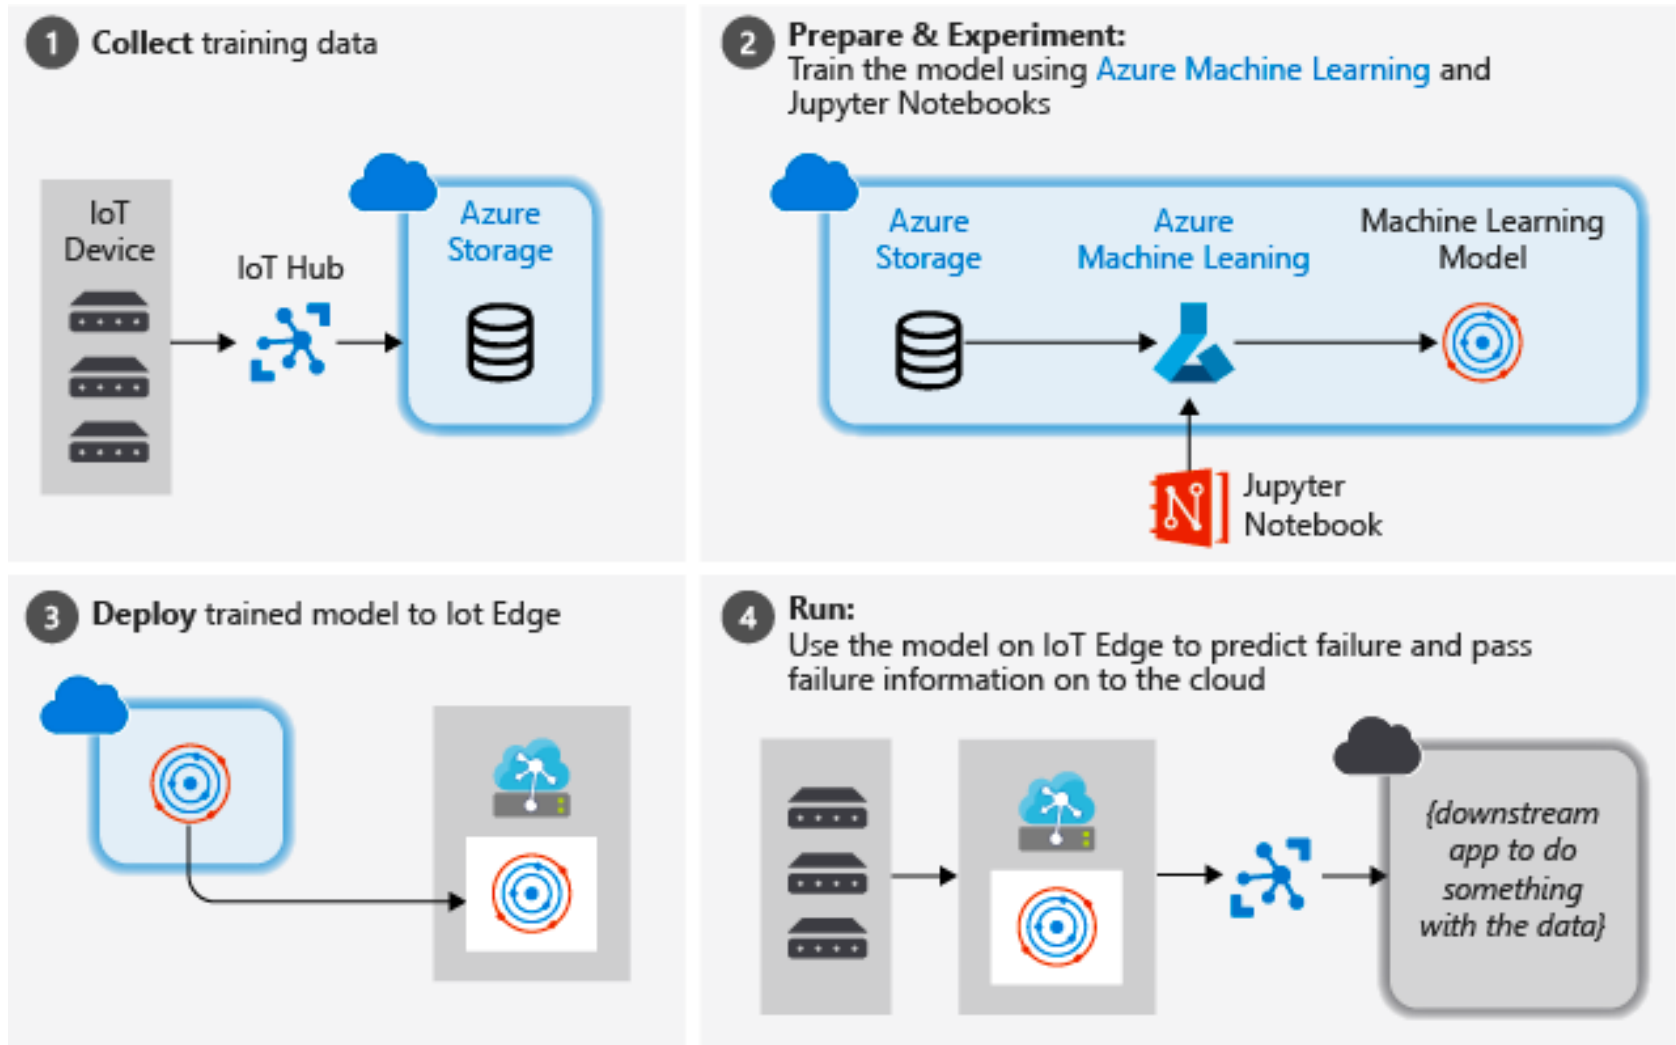 1 Collect training data
IoT
Device
IoT Hub
Azure
Storage
2 Prepare & Experiment:
Train the model using Azure Machine Learning and
Jupyter Notebooks
Azure
Storage
Azure
Machine Leaning
Machine Learning
Model
Jupyter
Notebook
3 Deploy trained model to Iot Edge
4 Run:
Use the model on IoT Edge to predict failure and pass
failure information on to the cloud
{downstream
app to do
something
with the data}